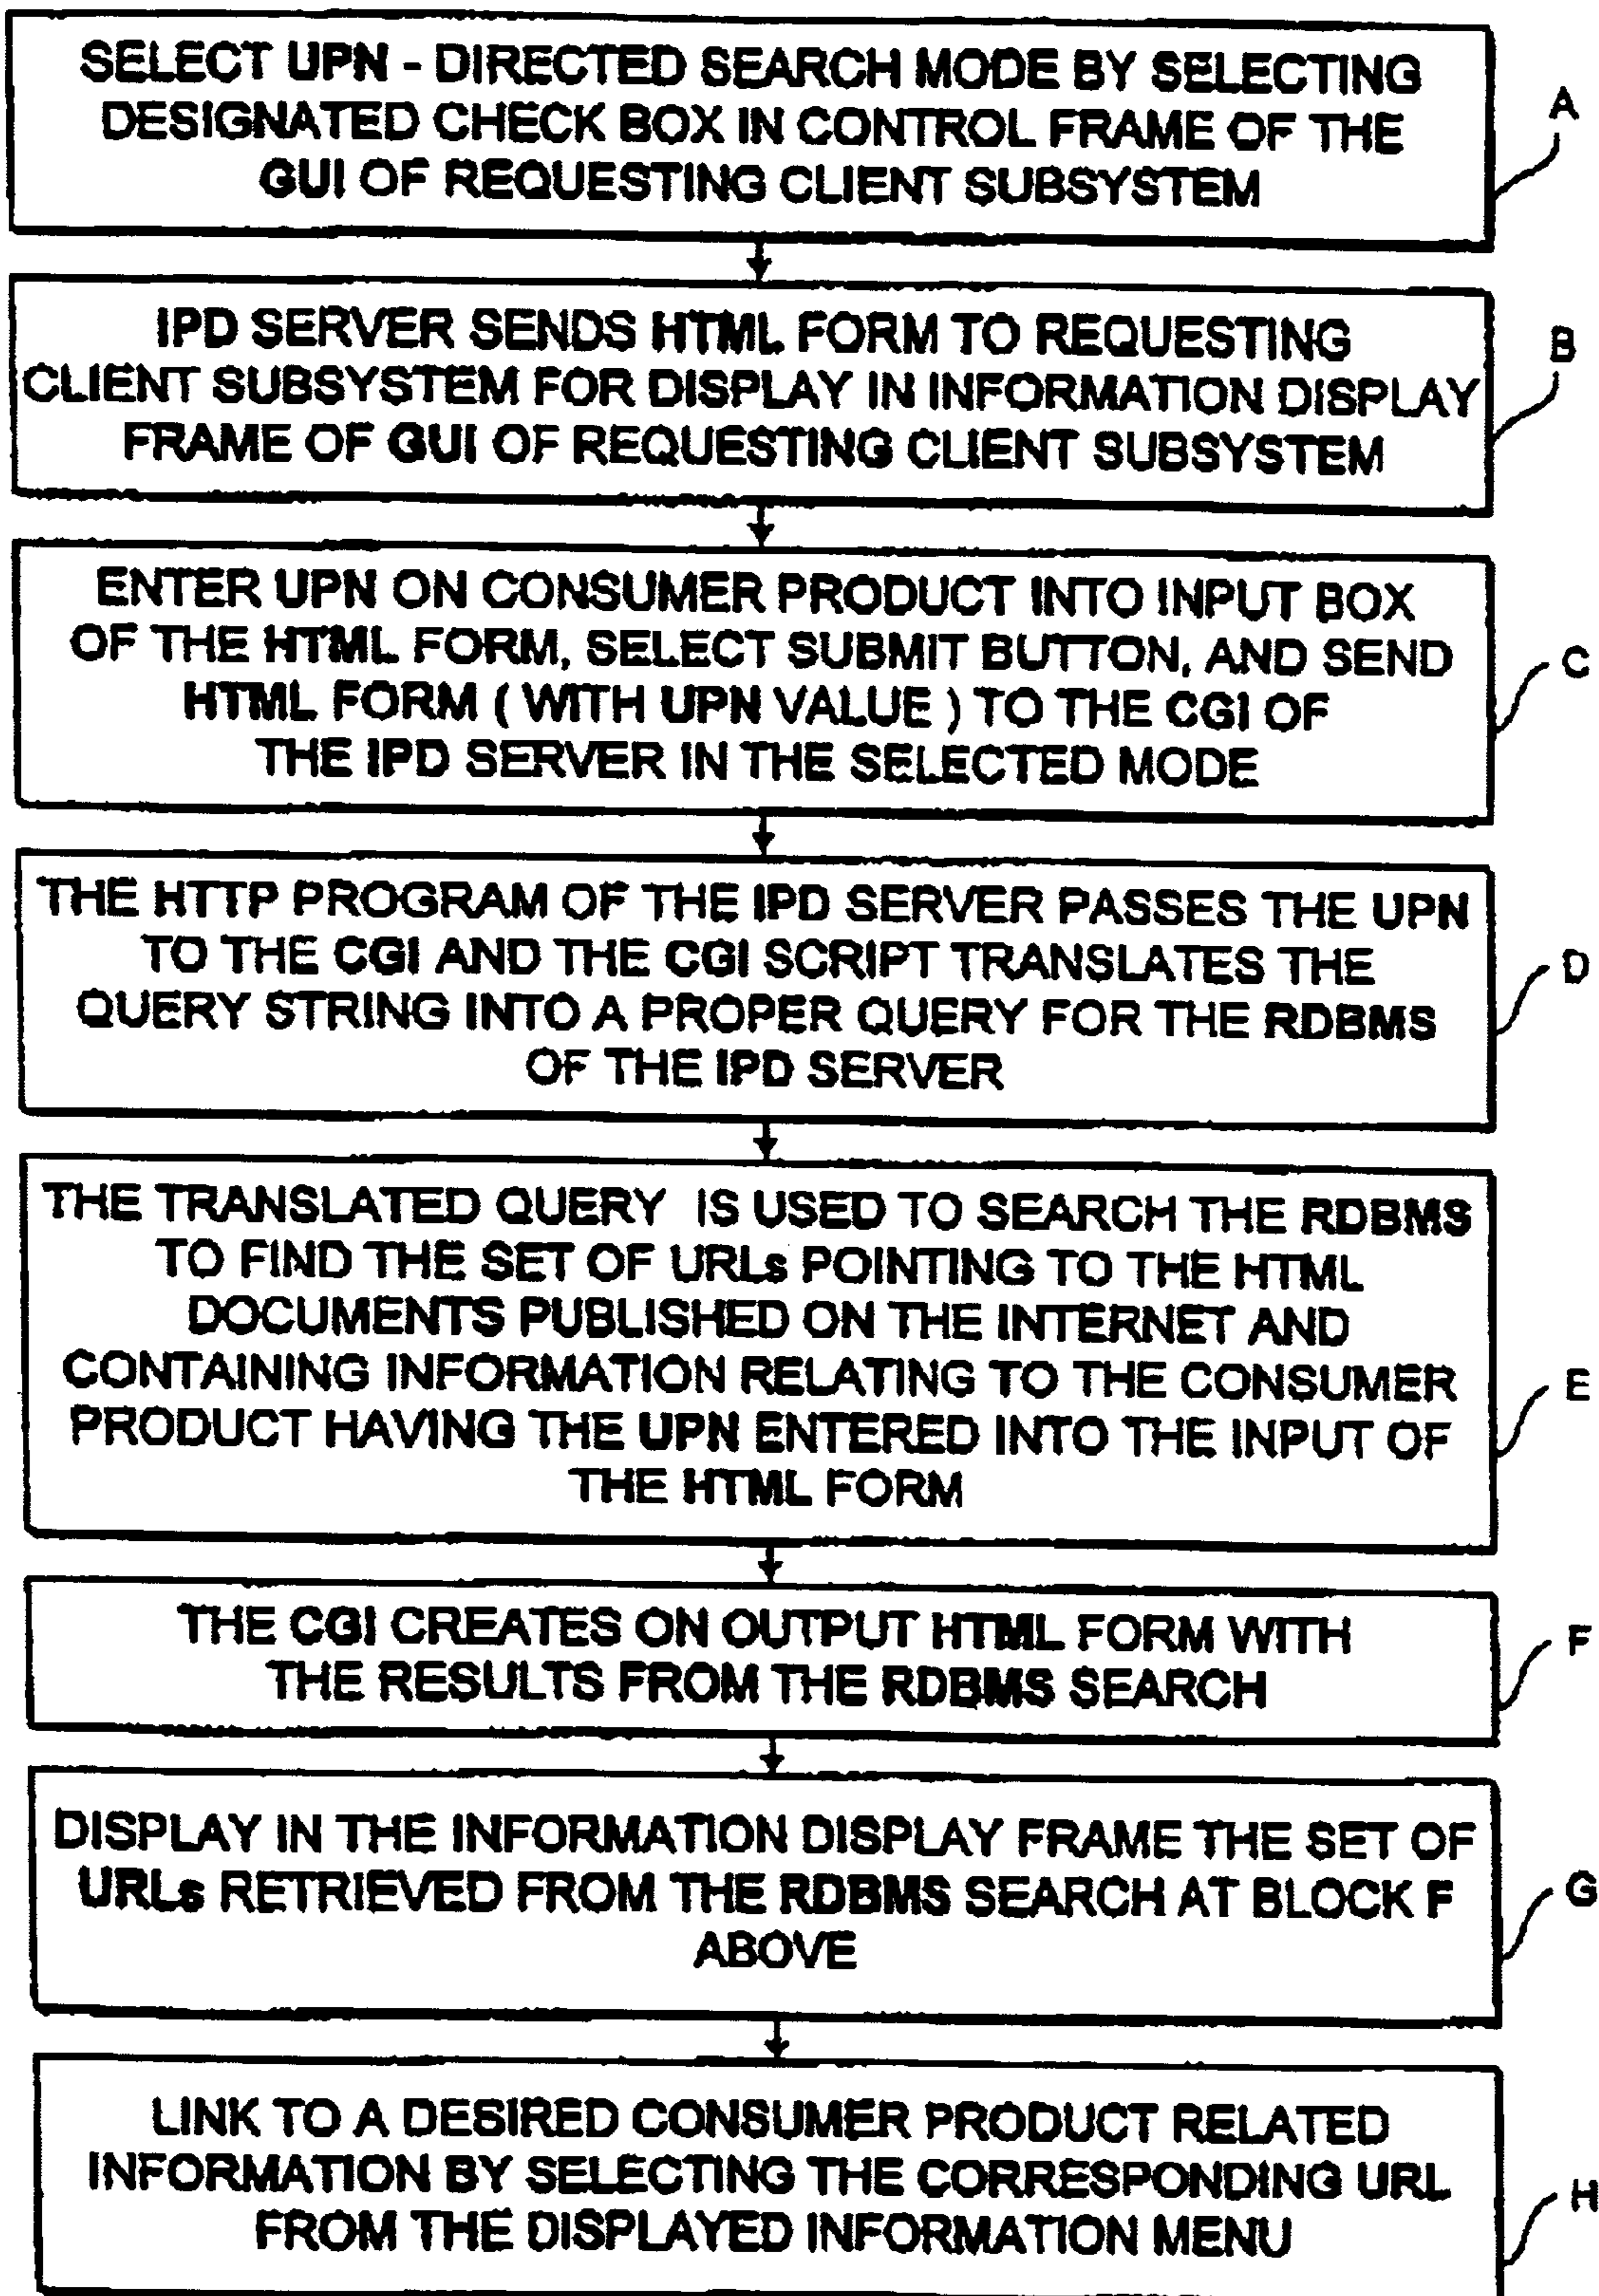 SELECT UPN - DIRECTED SEARCH MODE BY SELECTING
DESIGNATED CHECK BOX IN CONTROL FRAME OF THE
GUI OF REQUESTING CLIENT SUBSYSTEM
A
IPD SERVER SENDS HTML FORM TO REQUESTING
CLIENT SUBSYSTEM FOR DISPLAY IN INFORMATION DISPLAY
FRAME OF GUI OF REQUESTING CLIENT SUBSYSTEM
B
ENTER UPN ON CONSUMER PRODUCT INTO INPUT BOX
OF THE HTML FORM, SELECT SUBMIT BUTTON, AND SEND
HTML FORM ( WITH UPN VALUE ) TO THE CGI OF
THE IPD SERVER IN THE SELECTED MODE
C
THE HTTP PROGRAM OF THE IPD SERVER PASSES THE UPN
TO THE CGI AND THE CGI SCRIPT TRANSLATES THE
QUERY STRING INTO A PROPER QUERY FOR THE RDBMS
OF THE IPD SERVER
D
THE TRANSLATED QUERY IS USED TO SEARCH THE RDBMS
TO FIND THE SET OF URLs POINTING TO THE HTML
DOCUMENTS PUBLISHED ON THE INTERNET AND
CONTAINING INFORMATION RELATING TO THE CONSUMER
PRODUCT HAVING THE UPN ENTERED INTO THE INPUT OF
THE HTML FORM
E
THE CGI CREATES ON OUTPUT HTML FORM WITH
THE RESULTS FROM THE RDBMS SEARCH
F
DISPLAY IN THE INFORMATION DISPLAY FRAME THE SET OF
URLs RETRIEVED FROM THE RDBMS SEARCH AT BLOCK F
ABOVE
G
LINK TO A DESIRED CONSUMER PRODUCT RELATED
INFORMATION BY SELECTING THE CORRESPONDING URL
FROM THE DISPLAYED INFORMATION MENU
H